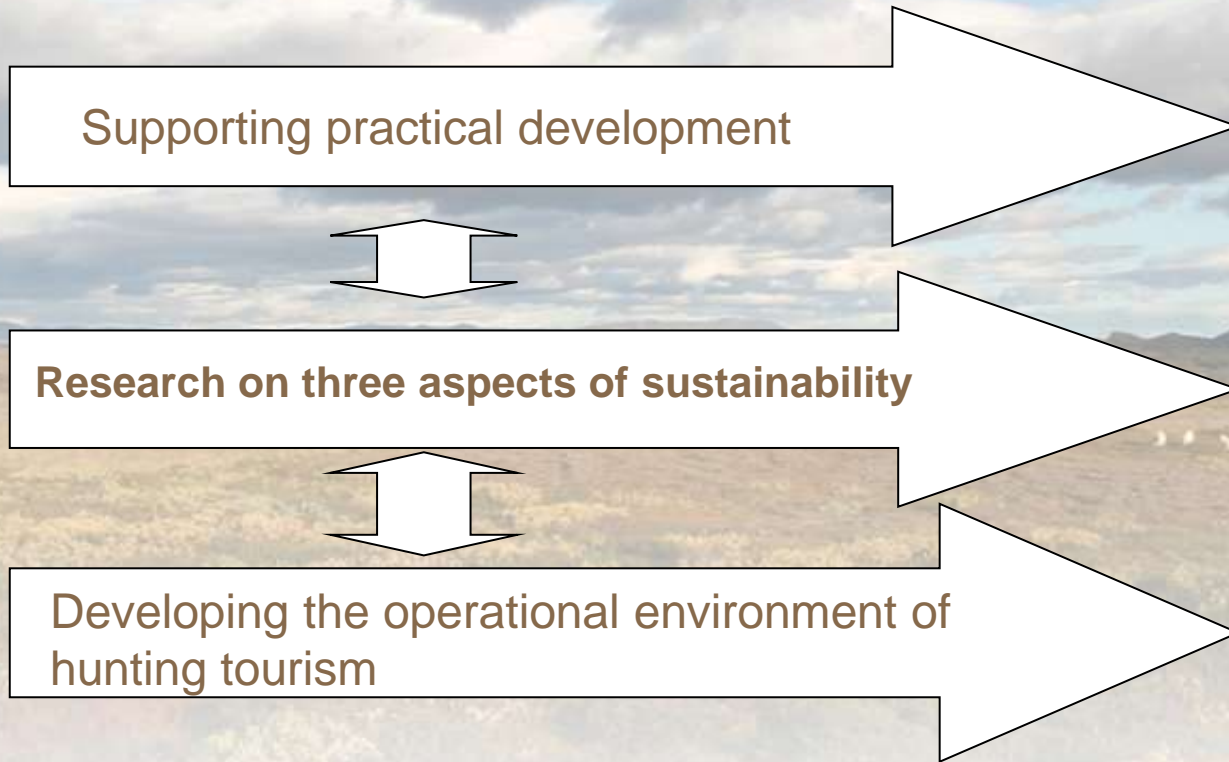 Supporting practical development
Research on three aspects of sustainability
Developing the operational environment of
hunting tourism